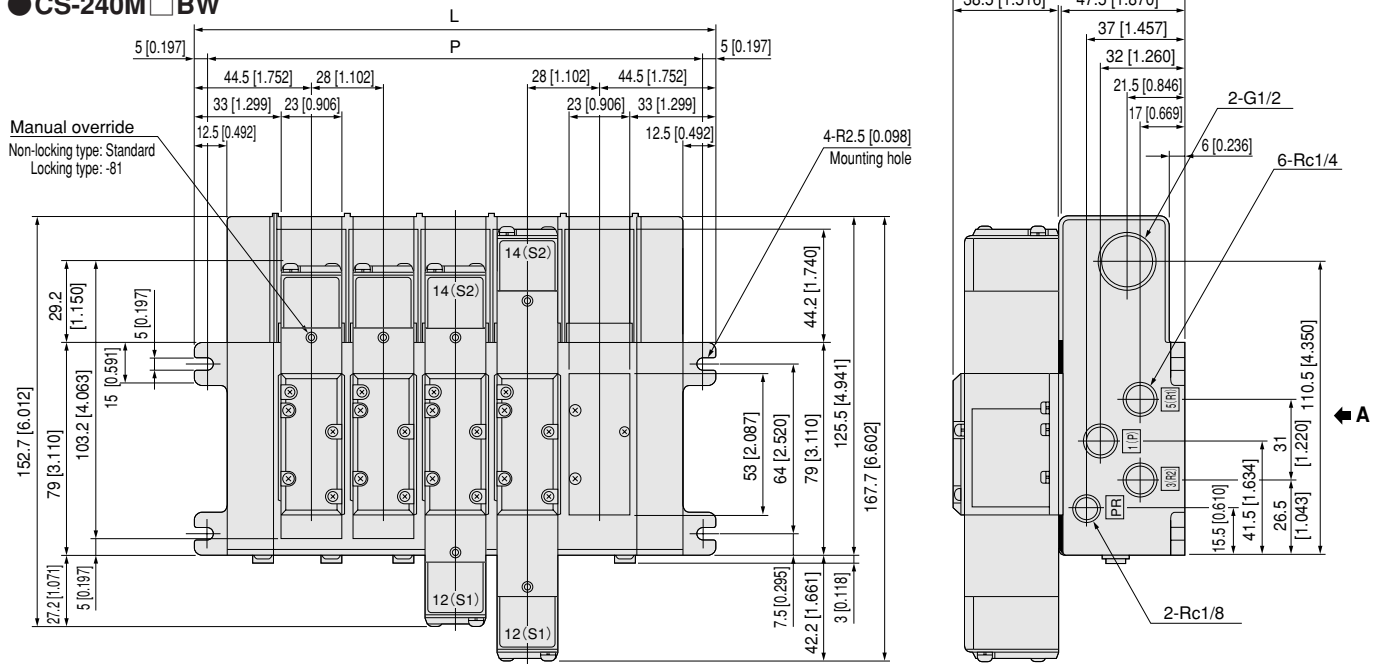 ●CS-240M□BW
L
P
5 [0.197]
5 [0.197]
44.5 [1.752]
28 [1.102]
28 [1.102]
44.5 [1.752]
33 [1.299]
23 [0.906]
23 [0.906]
33 [1.299]
12.5 [0.492]
12.5 [0.492]
Manual override
Non-locking type: Standard
Locking type: -81
4-R2.5 [0.098]
Mounting hole
14(S2)
14(S2)
12(S1)
12(S1)
152.7 [6.012]
29.2
[1.150]
79 [3.110]
103.2 [4.063]
5 [0.197]
15 [0.591]
27.2 [1.071]
5 [0.197]
44.2 [1.740]
53 [2.087]
64 [2.520]
79 [3.110]
125.5 [4.941]
167.7 [6.602]
7.5 [0.295]
42.2 [1.661]
3 [0.118]
38.5 [1.516]
47.5 [1.870]
37 [1.457]
32 [1.260]
21.5 [0.846]
17 [0.669]
6 [0.236]
2-G1/2
6-Rc1/4
5(R1)
1(P)
3(R2)
PR
110.5 [4.350]
31
[1.220]
26.5
[1.043]
41.5 [1.634]
15.5 [0.610]
A
2-Rc1/8